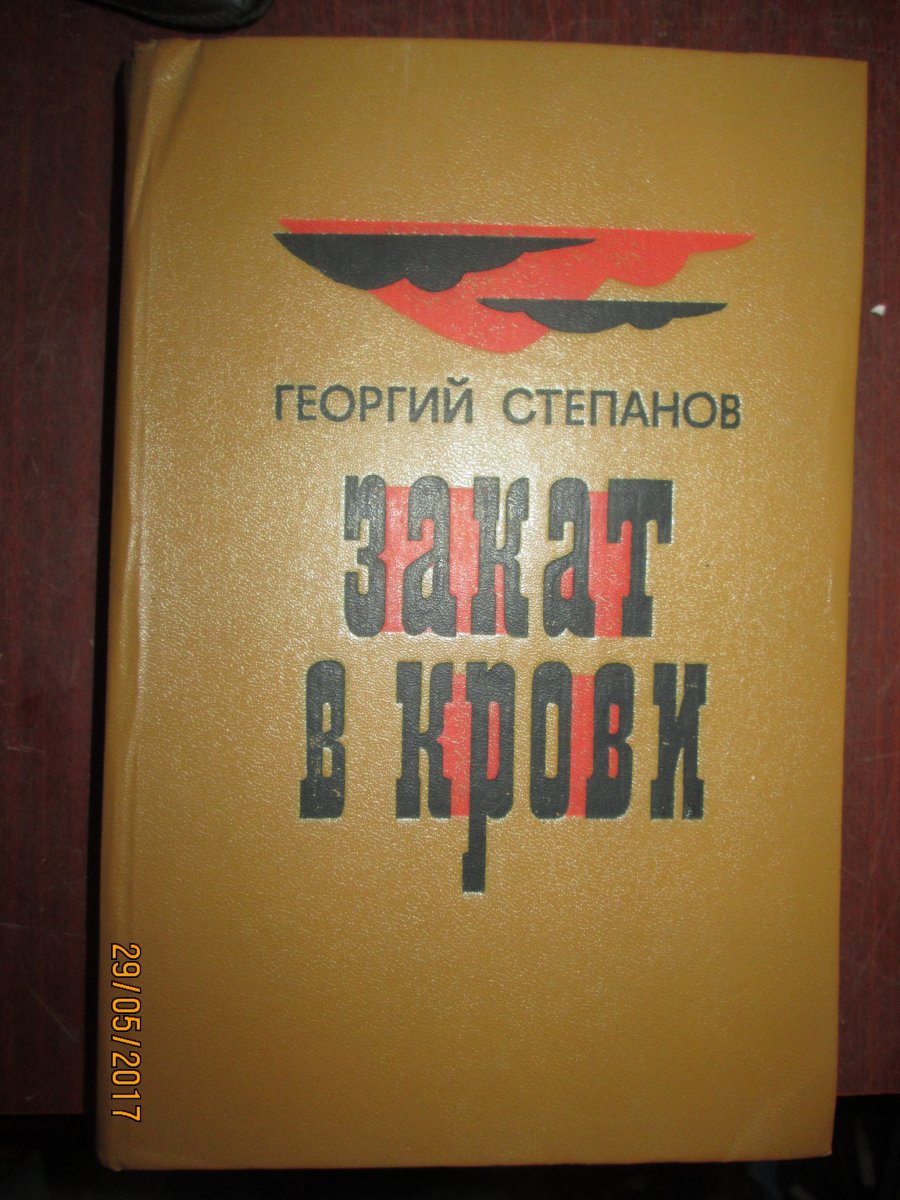 ГЕОРГИЙ СТЕПАНОВ
закат
в крови
29/05/2017